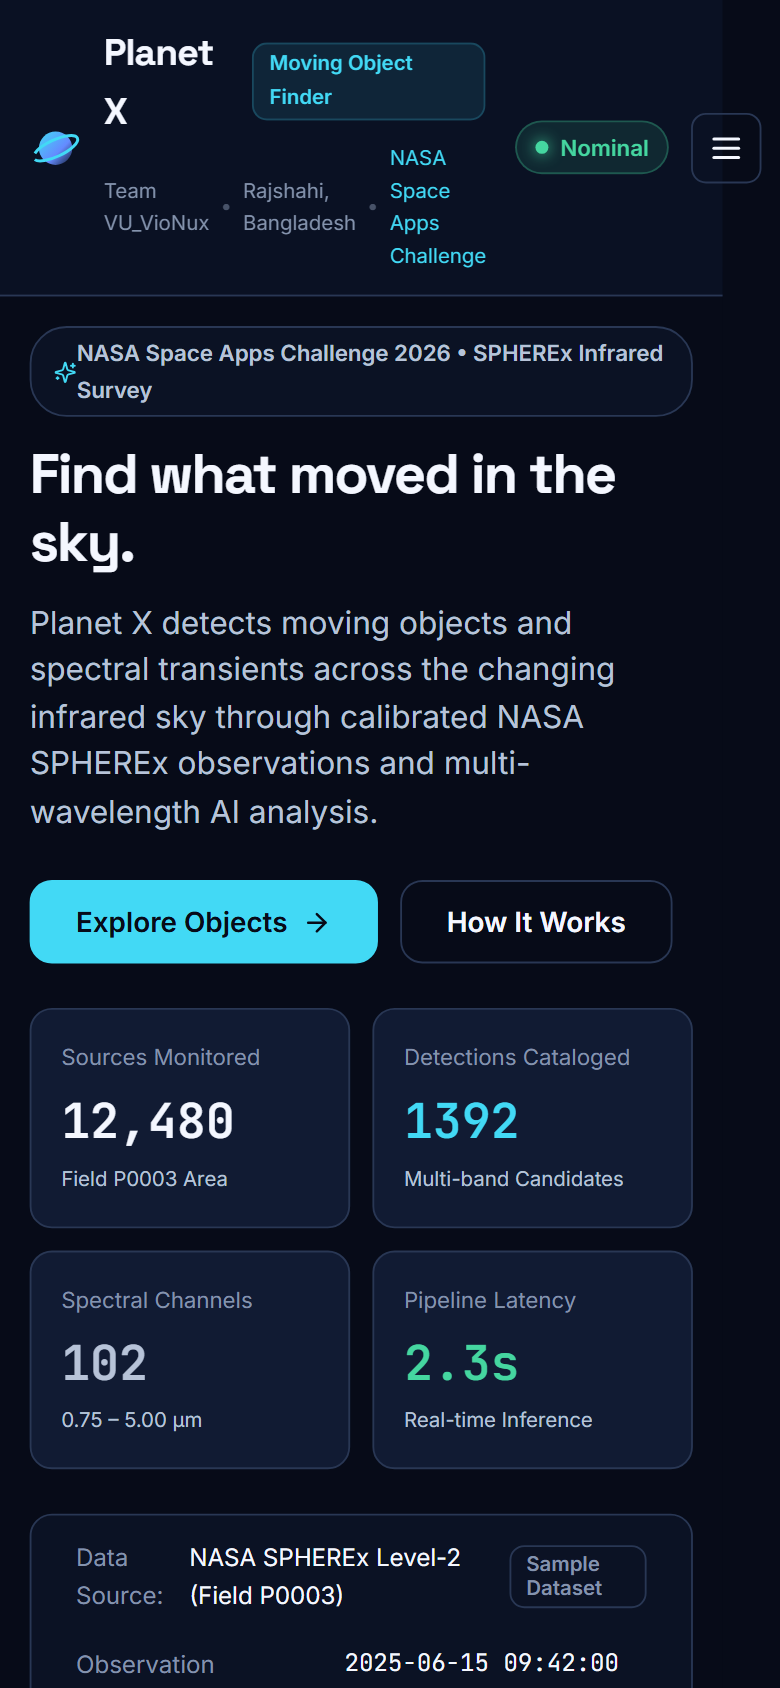 Planet
X
Moving Object
Finder
Team
VU_VioNux
•
Rajshahi,
Bangladesh
•
NASA
Space
Apps
Challenge
Nominal
NASA Space Apps Challenge 2026 • SPHEREx Infrared
Survey
Find what moved in the
sky.
Planet X detects moving objects and
spectral transients across the changing
infrared sky through calibrated NASA
SPHEREx observations and multi-
wavelength AI analysis.
Explore Objects →
How It Works
Sources Monitored
12,480
Field P0003 Area
Detections Cataloged
1392
Multi-band Candidates
Spectral Channels
102
0.75 – 5.00 µm
Pipeline Latency
2.3s
Real-time Inference
Data
Source:
NASA SPHEREx Level-2
(Field P0003)
Sample
Dataset
Observation
2025-06-15 09:42:00